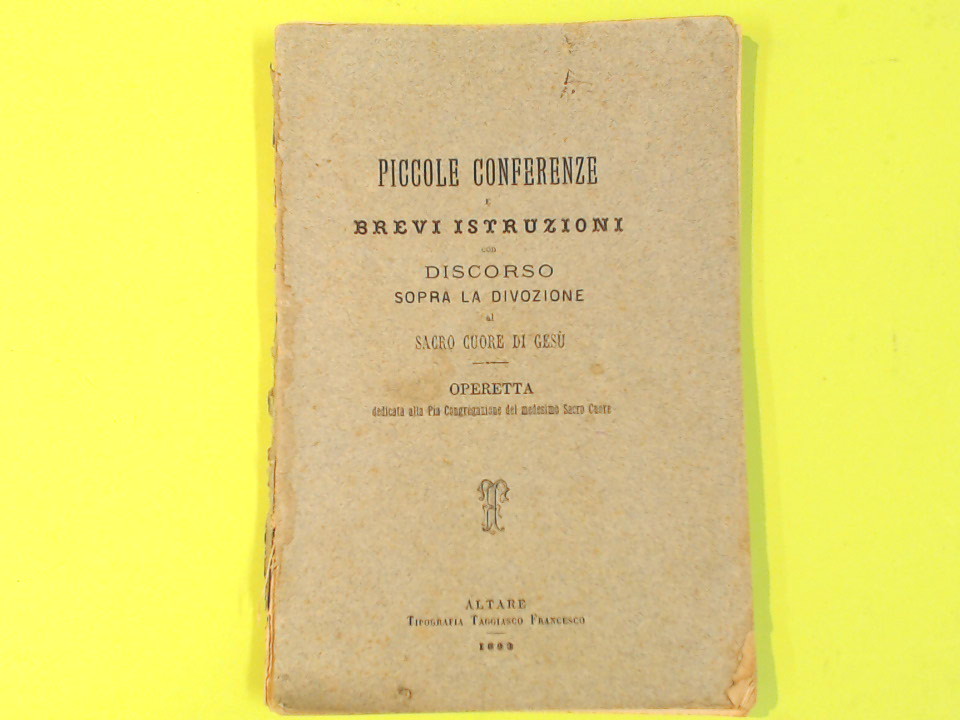 PICCOLE CONFERENZE
E
BREVI ISTRUZIONI
con
DISCORSO
SOPRA LA DIVOZIONE
al
SACRO CUORE DI GESÙ
OPERETTA
dedicata alla Pia Congregazione del medesimo Sacro Cuore
ALTARE
TIPOGRAFIA TAGGIASCO FRANCESCO